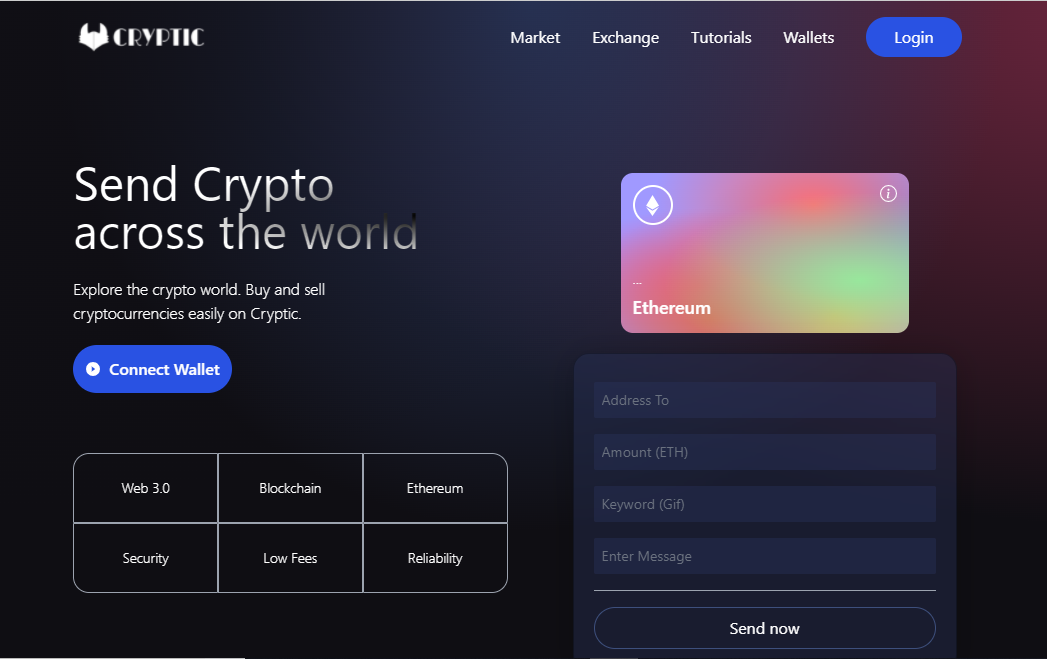 CRYPTIC
Market Exchange Tutorials Wallets Login
Send Crypto
across the world
Explore the crypto world. Buy and sell
cryptocurrencies easily on Cryptic.
Connect Wallet
Web 3.0 Blockchain Ethereum
Security Low Fees Reliability
i
...
Ethereum
Address To
Amount (ETH)
Keyword (Gif)
Enter Message
Send now